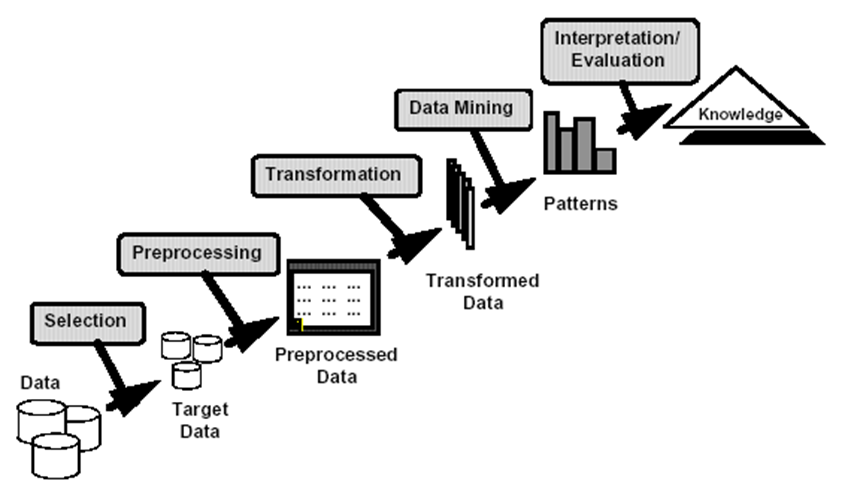 Interpretation/
Evaluation
Knowledge
Data Mining
Patterns
Transformation
Transformed
Data
Preprocessing
Preprocessed
Data
Selection
Target
Data
Data